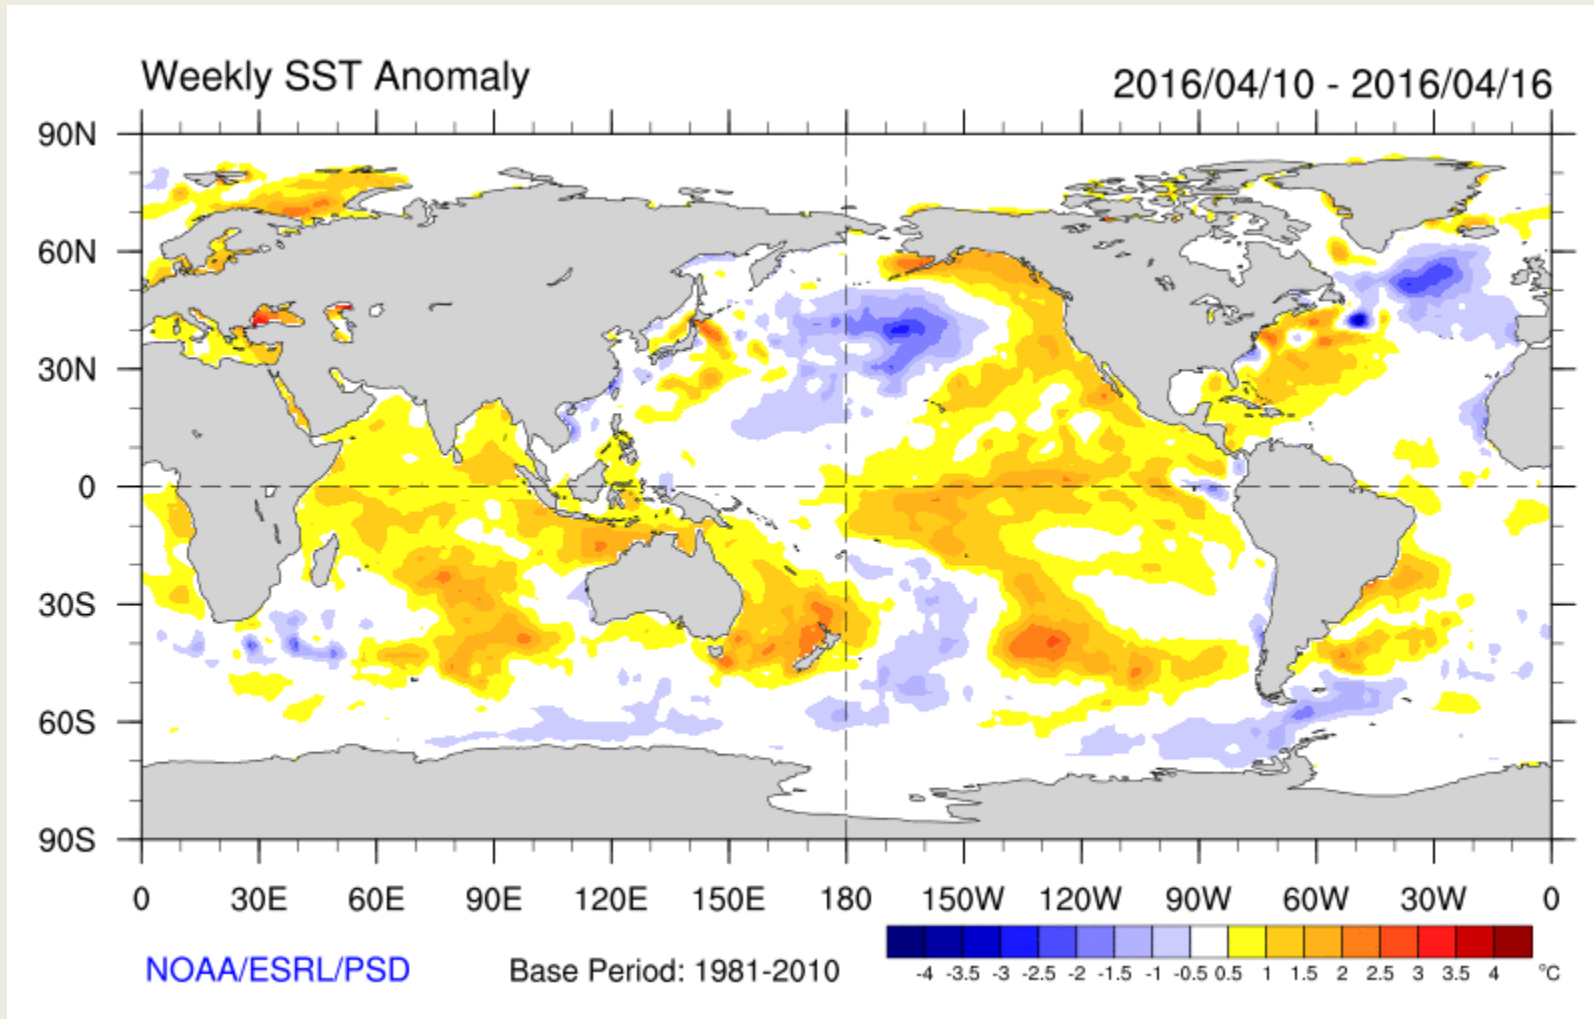 Weekly SST Anomaly
2016/04/10 - 2016/04/16
90N
60N
30N
0
30S
60S
90S
0 30E 60E 90E 120E 150E 180 150W 120W 90W 60W 30W 0
NOAA/ESRL/PSD
Base Period: 1981-2010
-4 -3.5 -3 -2.5 -2 -1.5 -1 -0.5 0.5 1 1.5 2 2.5 3 3.5 4 °C